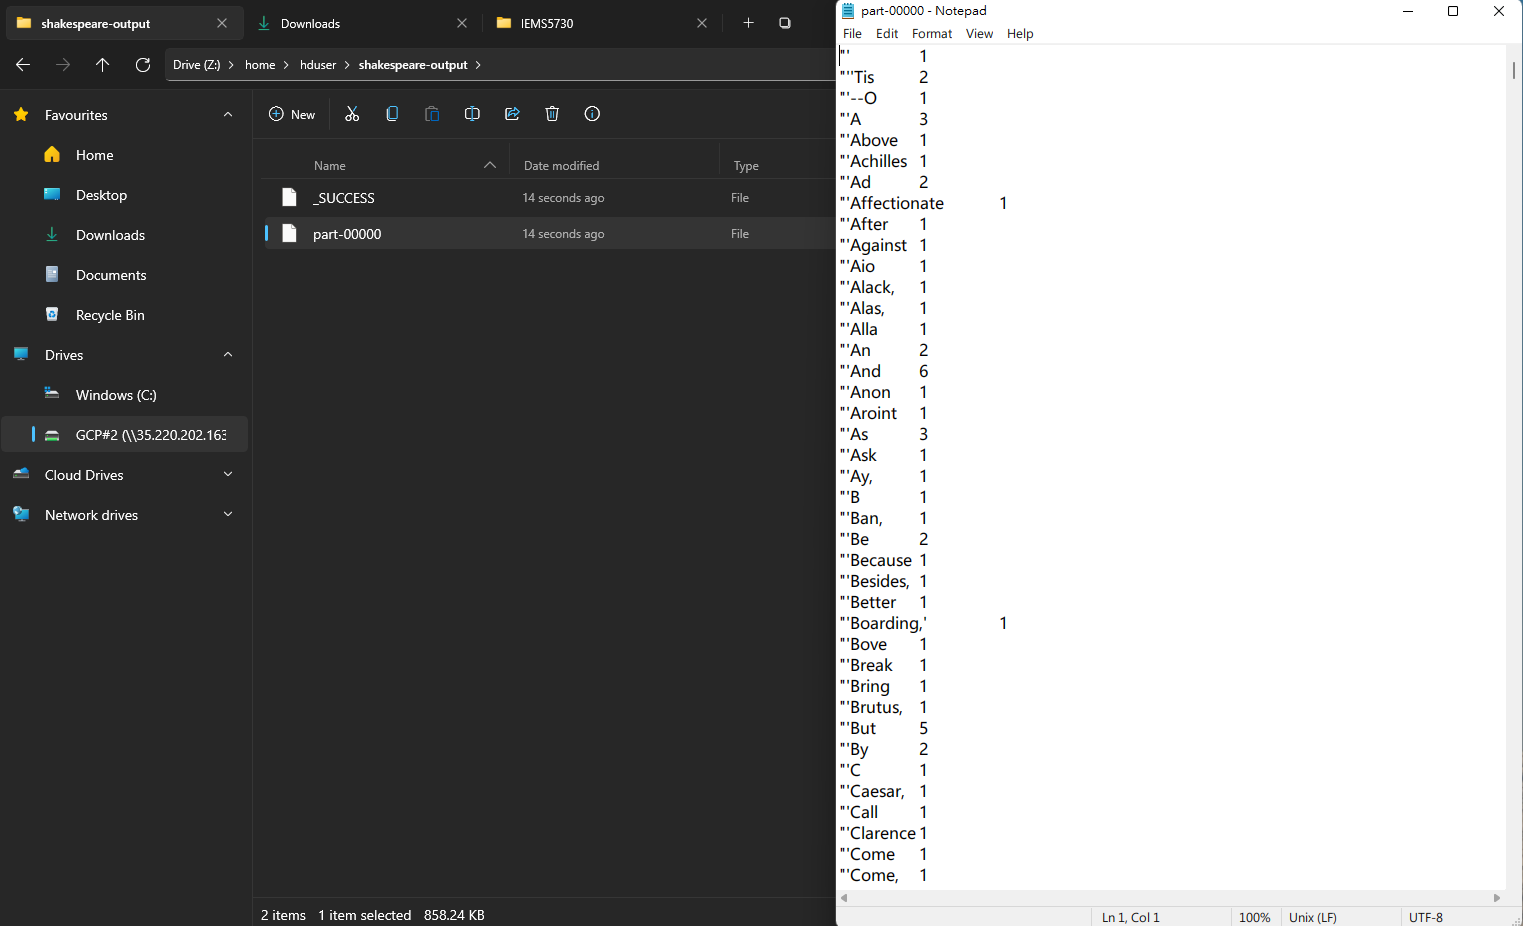 shakespeare-output
Downloads
IEMS5730
Drive (Z:) > home > hduser > shakespeare-output >
Favourites
Home
Desktop
Downloads
Documents
Recycle Bin
Drives
Windows (C:)
GCP#2 (\\35.220.202.163
Cloud Drives
Network drives
New
Name Date modified Type
_SUCCESS 14 seconds ago File
part-00000 14 seconds ago File
2 items 1 item selected 858.24 KB
part-00000 - Notepad
File Edit Format View Help
"' 1
"''Tis 2
"'--O 1
"'A 3
"'Above 1
"'Achilles 1
"'Ad 2
"'Affectionate 1
"'After 1
"'Against 1
"'Aio 1
"'Alack, 1
"'Alas, 1
"'Alla 1
"'An 2
"'And 6
"'Anon 1
"'Aroint 1
"'As 3
"'Ask 1
"'Ay, 1
"'B 1
"'Ban, 1
"'Be 2
"'Because 1
"'Besides, 1
"'Better 1
"'Boarding,' 1
"'Bove 1
"'Break 1
"'Bring 1
"'Brutus, 1
"'But 5
"'By 2
"'C 1
"'Caesar, 1
"'Call 1
"'Clarence 1
"'Come 1
"'Come, 1
Ln 1, Col 1 100% Unix (LF) UTF-8